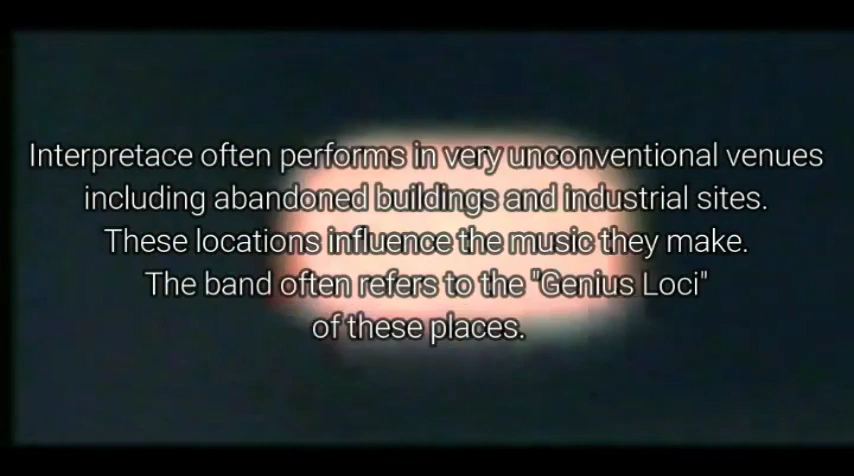 Interpretace often performs in very unconventional venues
including abandoned buildings and industrial sites.
These locations influence the music they make.
The band often refers to the "Genius Loci"
of these places.